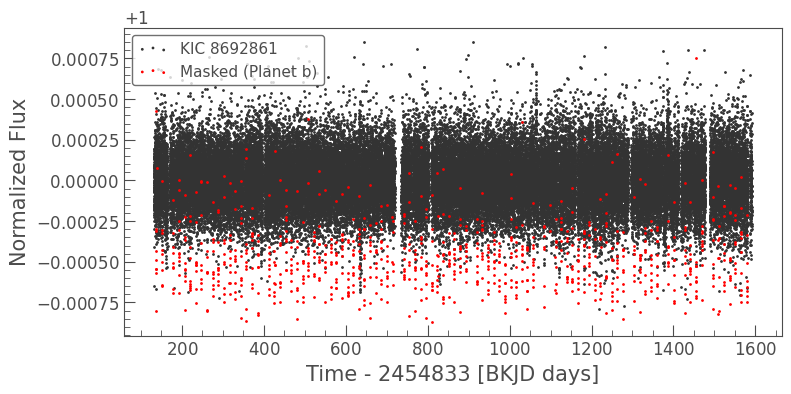 +1
KIC 8692861
Masked (Planet b)
0.00075
0.00050
0.00025
0.00000
−0.00025
−0.00050
−0.00075
Normalized Flux
200 400 600 800 1000 1200 1400 1600
Time - 2454833 [BKJD days]